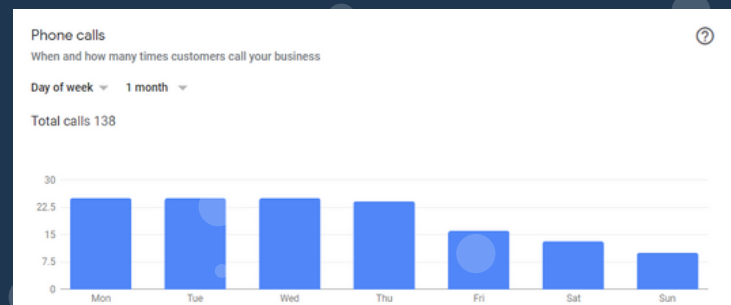 Phone calls
?
When and how many times customers call your business
Day of week 1 month
Total calls 138
30
22.5
15
7.5
0
Mon Tue Wed Thu Fri Sat Sun